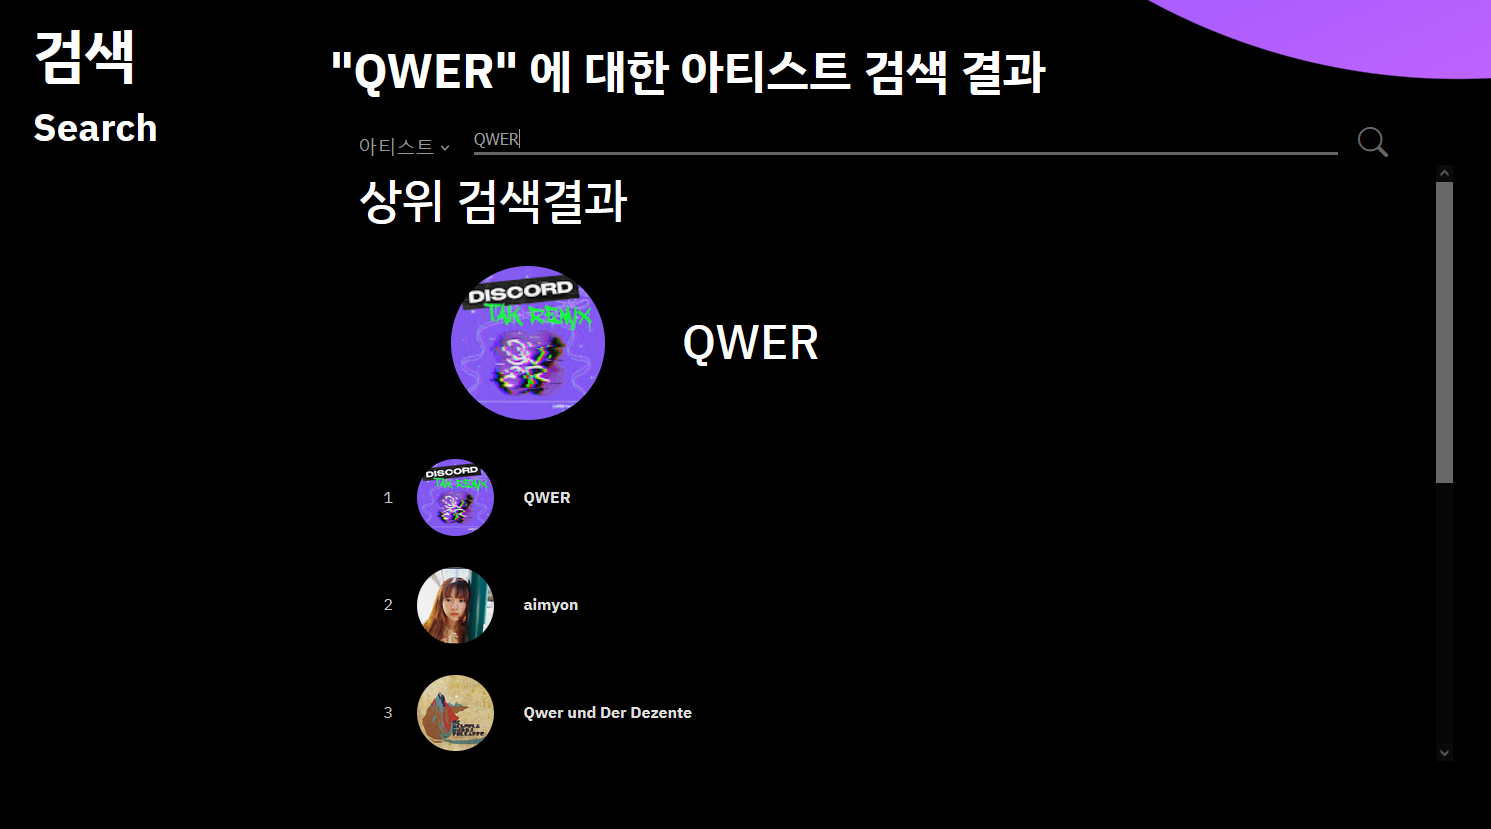 검색
Search
"QWER" 에 대한 아티스트 검색 결과
아티스트
QWER
상위 검색결과
DISCORD
TAK REMIX
QWER
1
DISCORD
TAK REMIX
QWER
2
aimyon
3
Qwer und Der Dezente